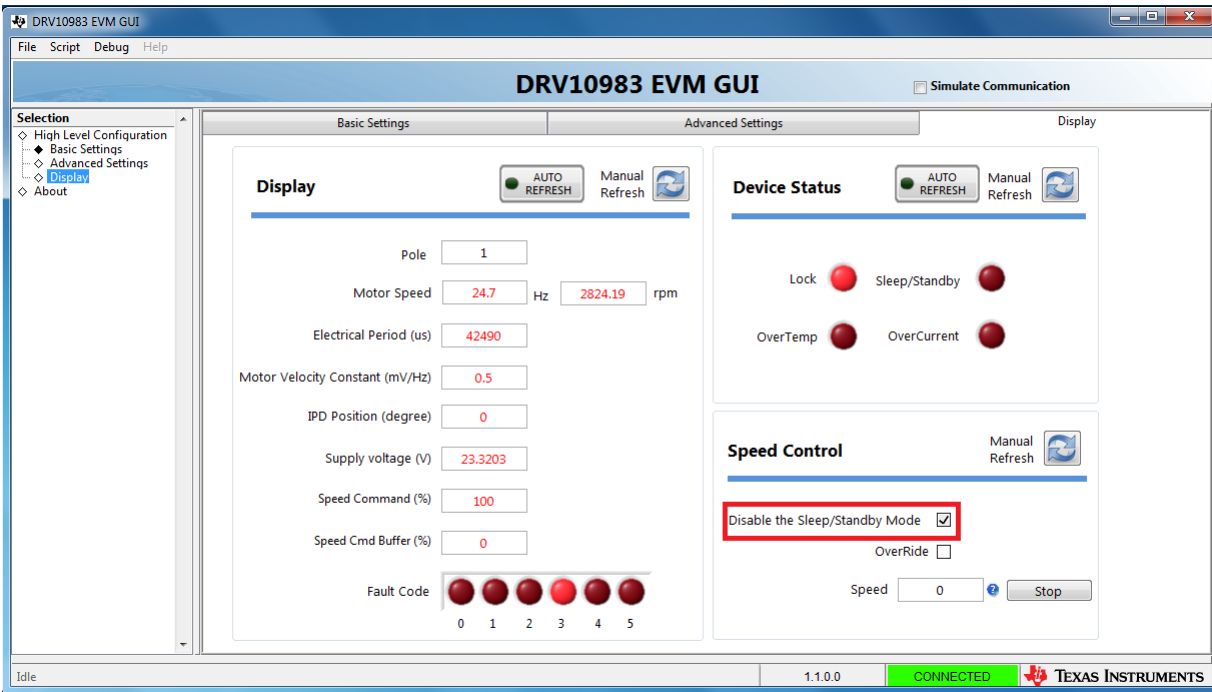 DRV10983 EVM GUI
File Script Debug Help
DRV10983 EVM GUI
Simulate Communication
Selection
High Level Configuration
Basic Settings
Advanced Settings
Display
About
Basic Settings
Advanced Settings
Display
Display
AUTO
REFRESH
Manual
Refresh
Pole 1
Motor Speed 24.7 Hz 2824.19 rpm
Electrical Period (us) 42490
Motor Velocity Constant (mV/Hz) 0.5
IPD Position (degree) 0
Supply voltage (V) 23.3203
Speed Command (%) 100
Speed Cmd Buffer (%) 0
Fault Code
0 1 2 3 4 5
Device Status
AUTO
REFRESH
Manual
Refresh
Lock Sleep/Standby
OverTemp OverCurrent
Speed Control
Manual
Refresh
Disable the Sleep/Standby Mode
OverRide
Speed 0 ? Stop
Idle 1.1.0.0 CONNECTED TEXAS INSTRUMENTS